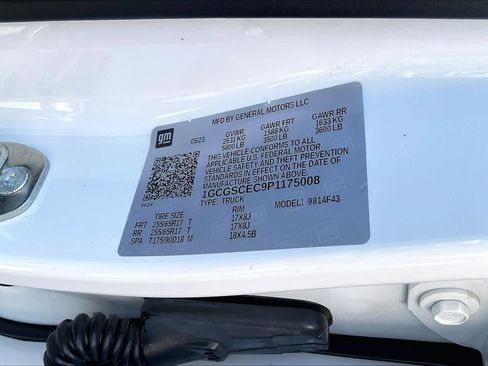 MFD BY GENERAL MOTORS LLC
gm
05/23 GVWR GAWR FRT GAWR RR
2631 KG 1588 KG 1633 KG
5800 LB 3500 LB 3600 LB
THIS VEHICLE CONFORMS TO ALL
APPLICABLE U.S. FEDERAL MOTOR
VEHICLE SAFETY AND THEFT PREVENTION
STANDARDS IN EFFECT ON THE DATE OF
MANUFACTURE SHOWN ABOVE.
1GCGSCEC9P1175008
TYPE: TRUCK MODEL: 9814F43
TIRE SIZE RIM
FRT 255/65R17 T 17X8J
RR 255/65R17 T 17X8J
SPA T175/90D18 M 18X4.5B